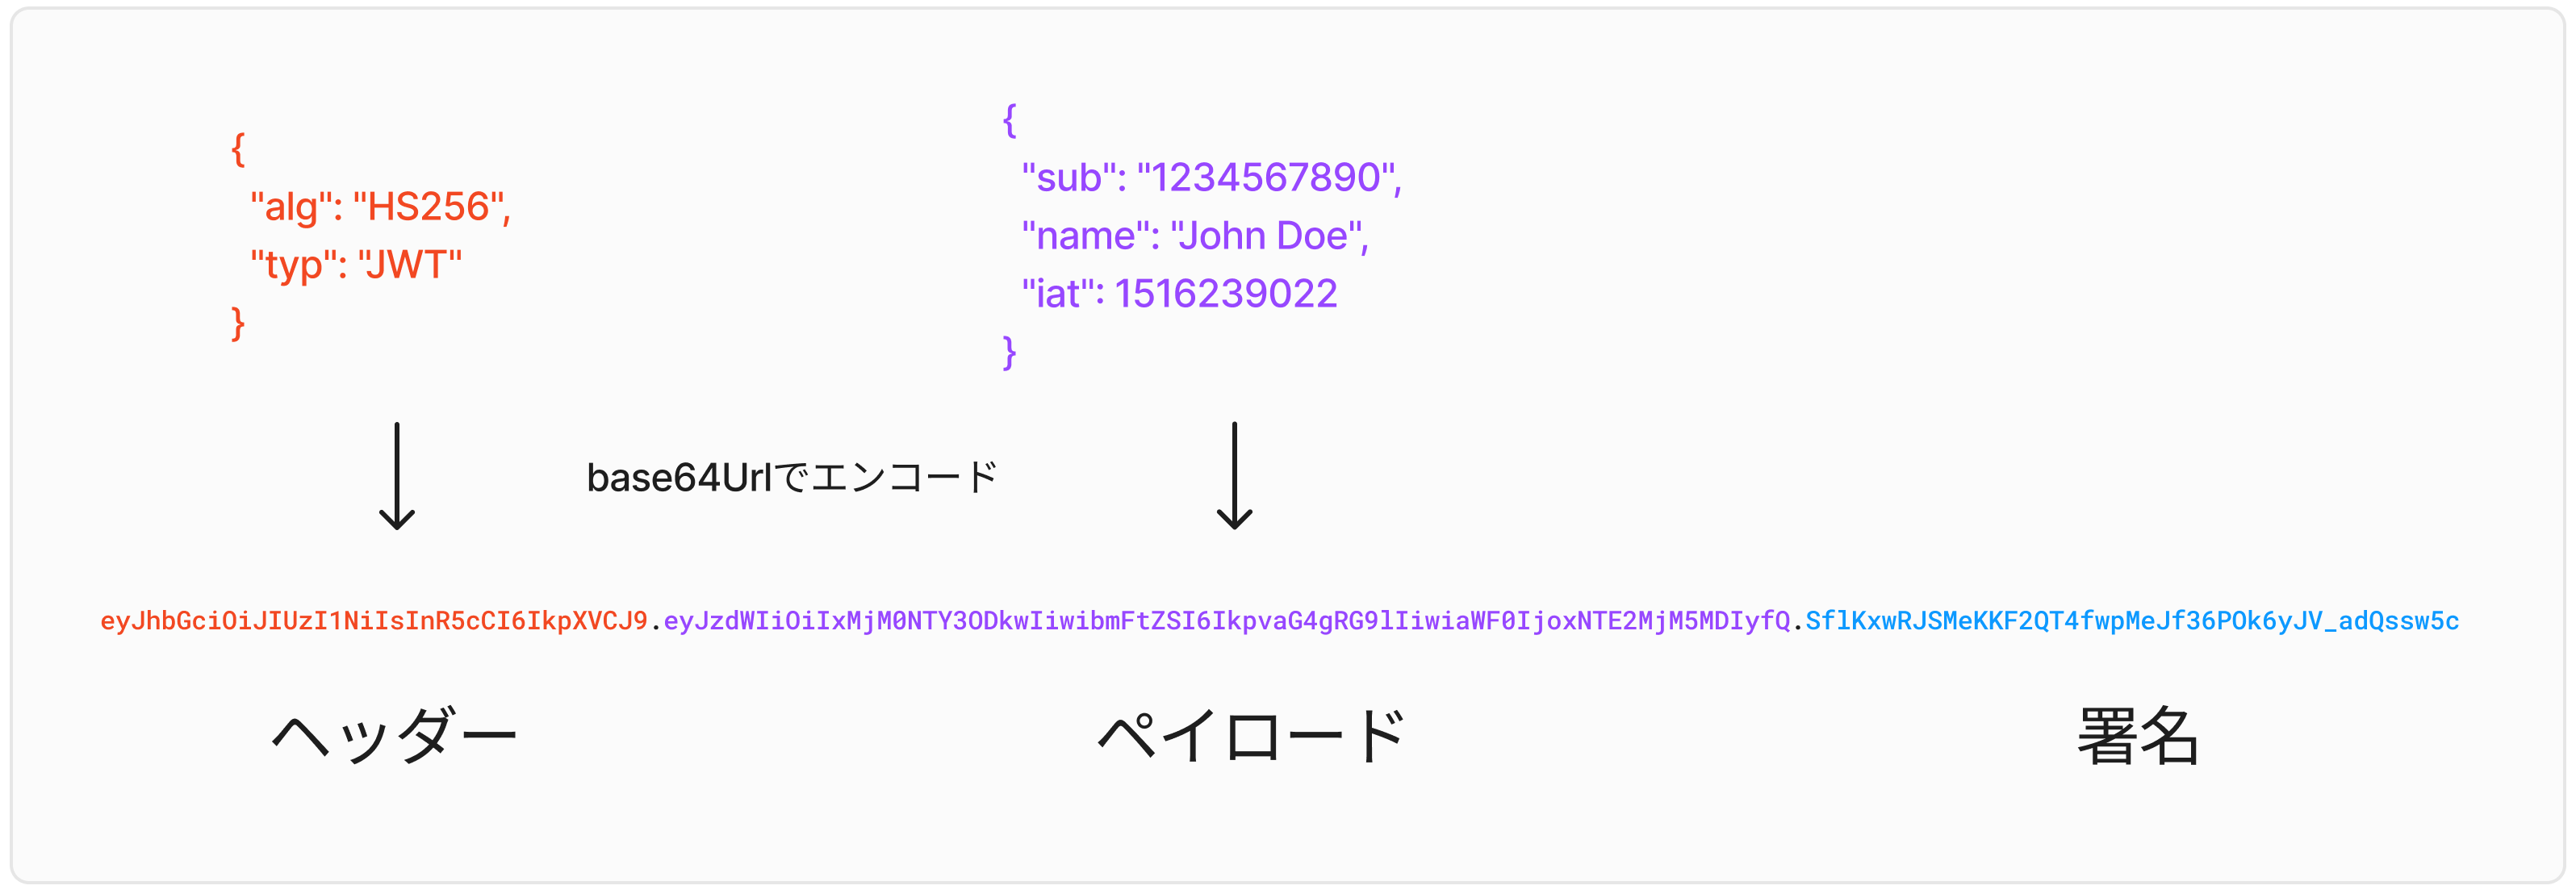 {
"alg": "HS256",
"typ": "JWT"
}
{
"sub": "1234567890",
"name": "John Doe",
"iat": 1516239022
}
base64Urlでエンコード
eyJhbGciOiJIUzI1NiIsInR5cCI6IkpXVCJ9.eyJzdWIiOiIxMjM0NTY3ODkwIiwibmFtZSI6IkpvaG4gRG9lIiwiaWF0IjoxNTE2MjM5MDIyfQ.SflKxwRJSMeKKF2QT4fwpMeJf36POk6yJV_adQssw5c
ヘッダー
ペイロード
署名